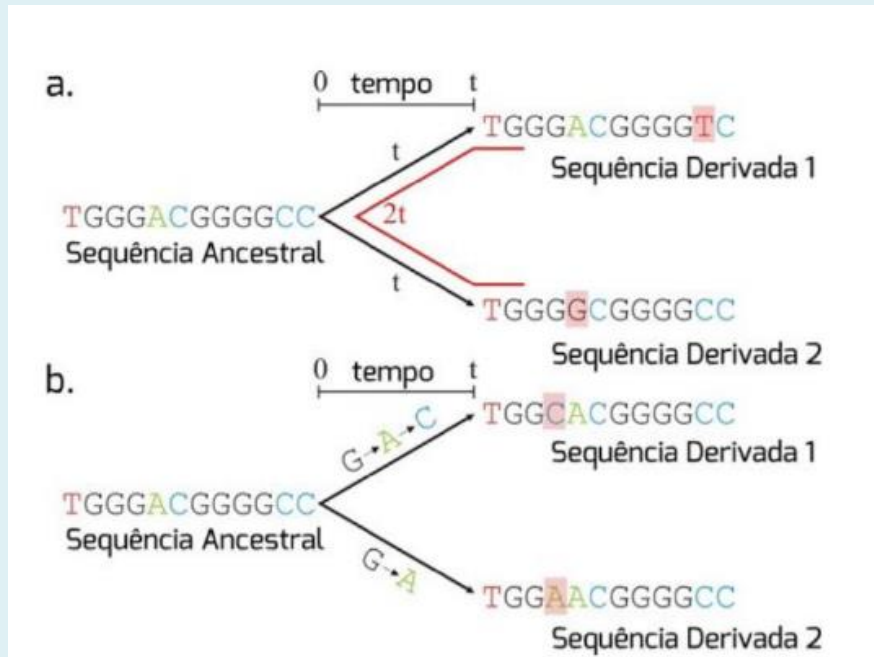 a.
0 tempo t
TGGGACGGGGTC
t
Sequência Derivada 1
TGGGACGGGGCC
2t
Sequência Ancestral
t
TGGGGCGGGGCC
Sequência Derivada 2
b.
0 tempo t
TGGCACGGGGCC
G→A→C
Sequência Derivada 1
TGGGACGGGGCC
Sequência Ancestral
G→A
TGGAACGGGGCC
Sequência Derivada 2